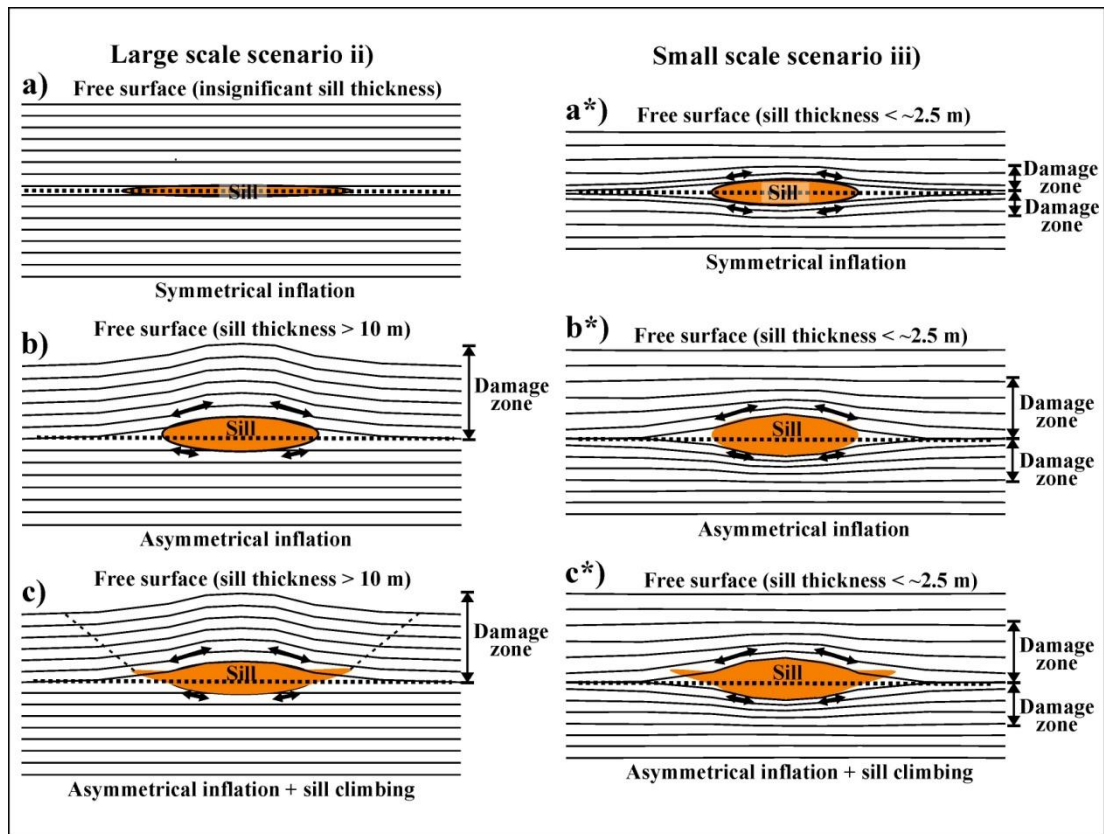 Large scale scenario ii)
a) Free surface (insignificant sill thickness)
Sill
Symmetrical inflation
b) Free surface (sill thickness > 10 m)
Sill
Damage
zone
Asymmetrical inflation
c) Free surface (sill thickness > 10 m)
Sill
Damage
zone
Asymmetrical inflation + sill climbing
Small scale scenario iii)
a*) Free surface (sill thickness < ~2.5 m)
Sill
Damage
zone
Damage
zone
Symmetrical inflation
b*) Free surface (sill thickness < ~2.5 m)
Sill
Damage
zone
Damage
zone
Asymmetrical inflation
c*) Free surface (sill thickness < ~2.5 m)
Sill
Damage
zone
Damage
zone
Asymmetrical inflation + sill climbing